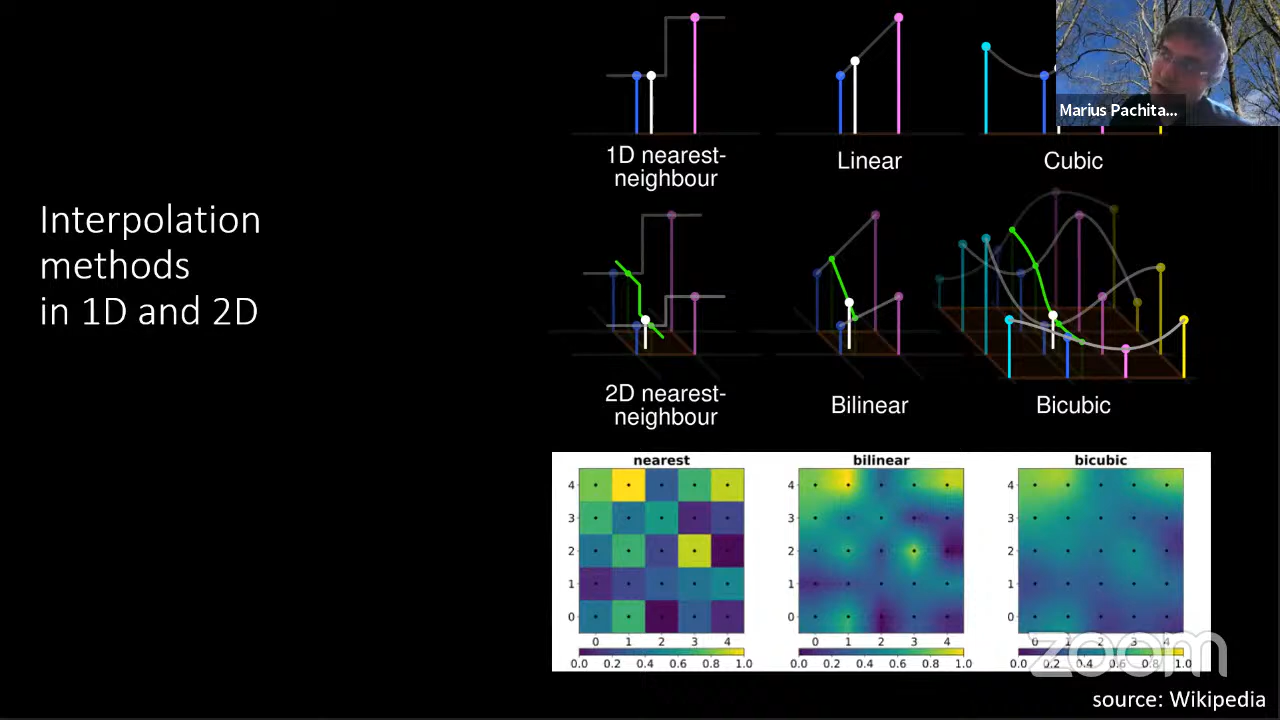 Interpolation
methods
in 1D and 2D
1D nearest-
neighbour
Linear
Cubic
Marius Pachita...
2D nearest-
neighbour
Bilinear
Bicubic
nearest
4
3
2
1
0
0 1 2 3 4
0.0 0.2 0.4 0.6 0.8 1.0
bilinear
4
3
2
1
0
0 1 2 3 4
0.0 0.2 0.4 0.6 0.8 1.0
bicubic
4
3
2
1
0
0 1 2 3 4
0.0 0.2 0.4 0.6 0.8 1.0
zoom
source: Wikipedia